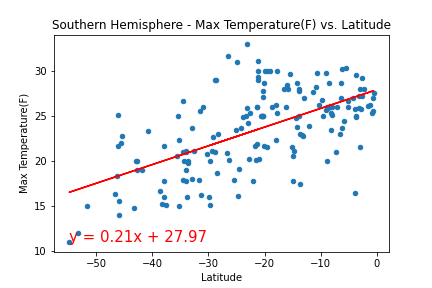 Southern Hemisphere - Max Temperature(F) vs. Latitude
Max Temperature(F)
30
25
20
15
10
y = 0.21x + 27.97
−50
−40
−30
−20
−10
0
Latitude